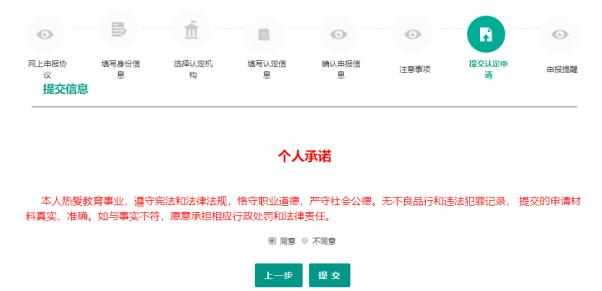 网上申报协议
填写身份信息
选择认定机构
填写认定信息
确认申报信息
注意事项
提交认定申请
申报提醒
提交信息
个人承诺
本人热爱教育事业，遵守宪法和法律法规，恪守职业道德，严守社会公德。无不良品行和违法犯罪记录， 提交的申请材
料真实、准确。如与事实不符，愿意承担相应行政处罚和法律责任。
同意 不同意
上一步 提 交